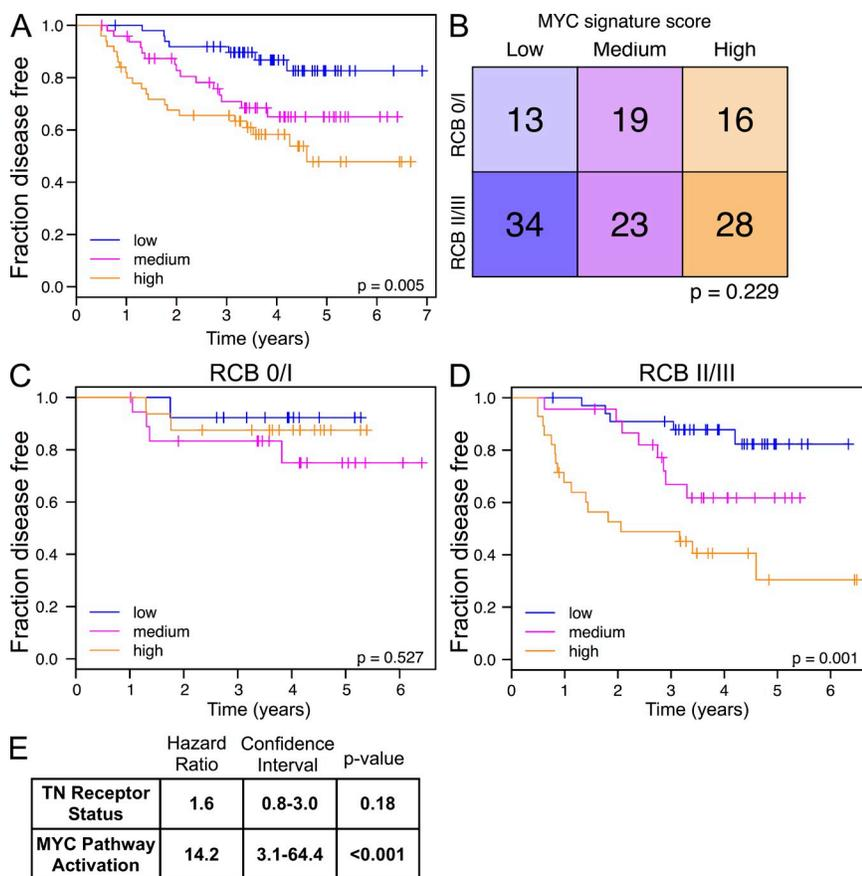 A
Fraction disease free
1.0
0.8
0.6
0.4
0.2
0.0
low
medium
high
p = 0.005
0 1 2 3 4 5 6 7
Time (years)
B
MYC signature score
Low Medium High
RCB 0/I
13 19 16
RCB II/III
34 23 28
p = 0.229
C
RCB 0/I
Fraction disease free
1.0
0.8
0.6
0.4
0.2
0.0
low
medium
high
p = 0.527
0 1 2 3 4 5 6
Time (years)
D
RCB II/III
Fraction disease free
1.0
0.8
0.6
0.4
0.2
0.0
low
medium
high
p = 0.001
0 1 2 3 4 5 6
Time (years)
E
Hazard Confidence
Ratio Interval p-value
TN Receptor
Status 1.6 0.8-3.0 0.18
MYC Pathway
Activation 14.2 3.1-64.4 <0.001